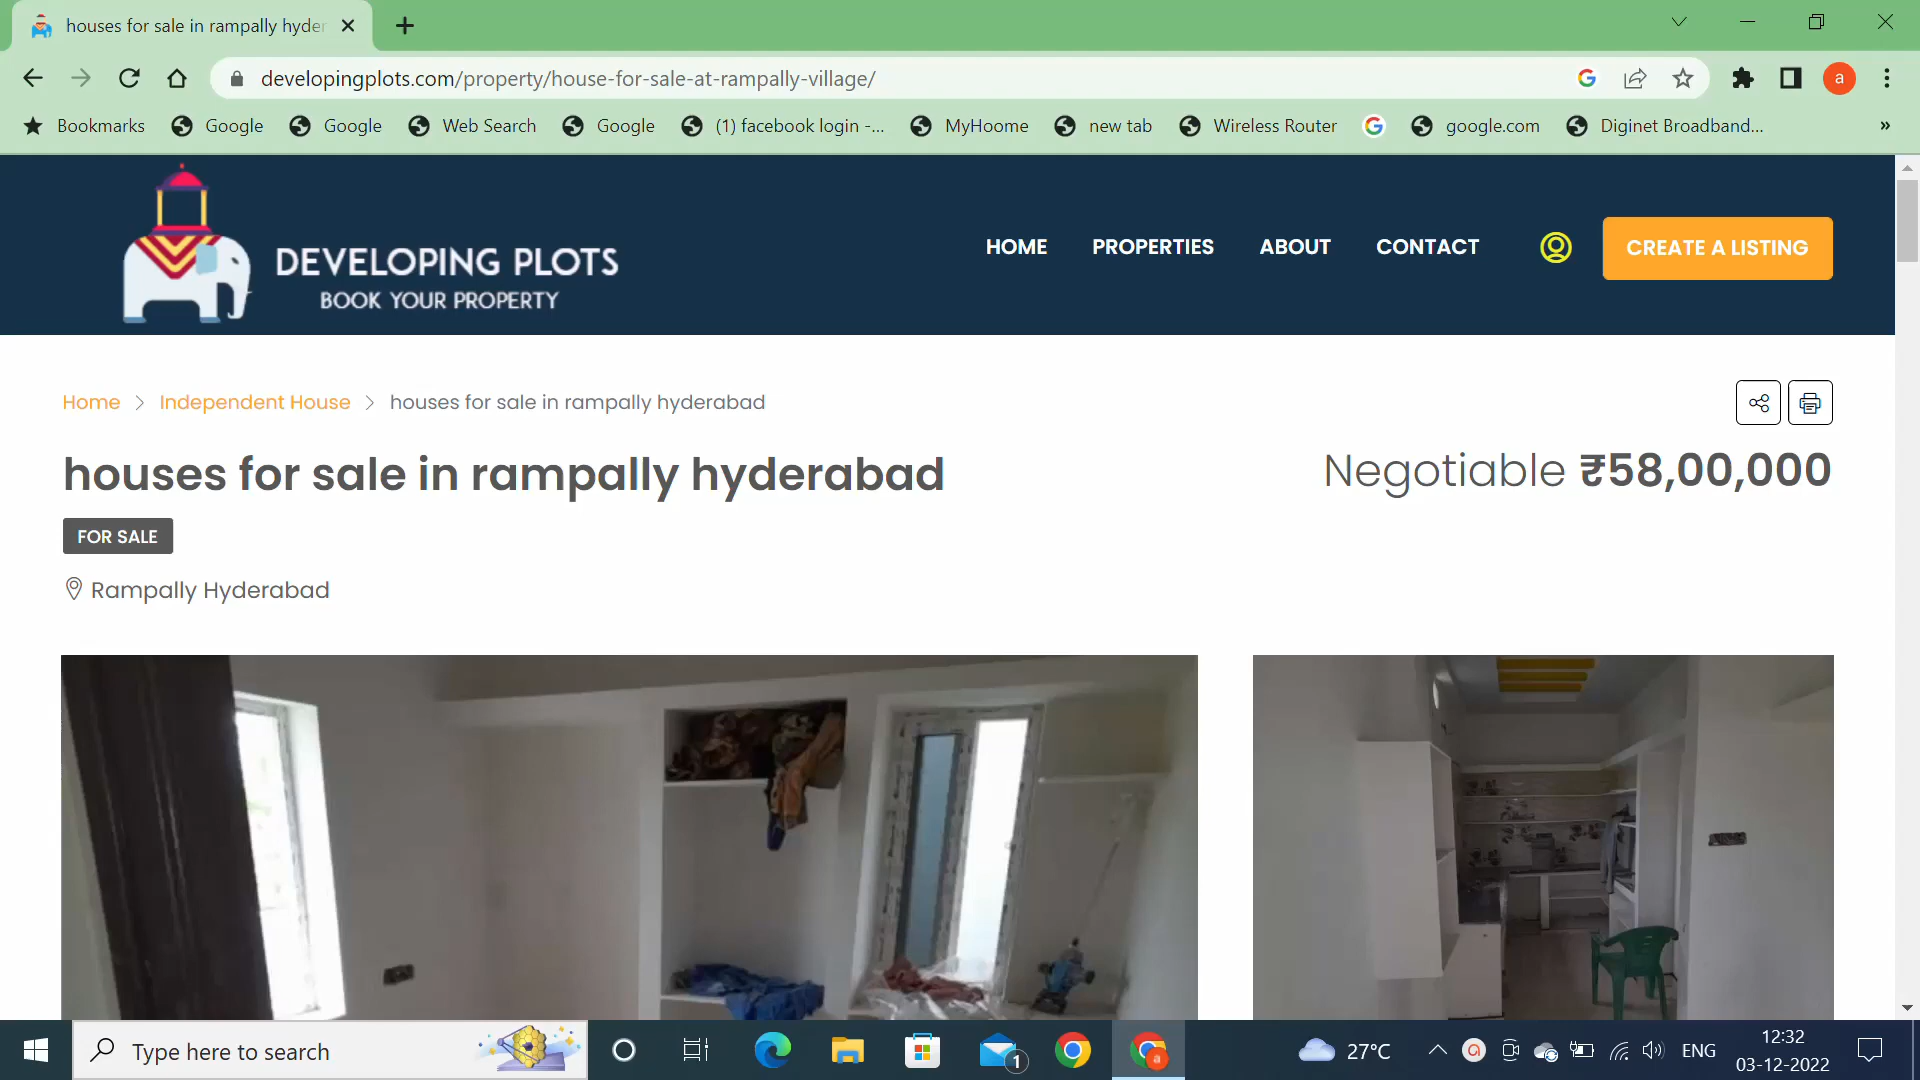 houses for sale in rampally hyder
developingplots.com/property/house-for-sale-at-rampally-village/
a
Bookmarks Google Google Web Search Google (1) facebook login -... MyHoome new tab Wireless Router google.com Diginet Broadband... »
DEVELOPING PLOTS
BOOK YOUR PROPERTY
HOME PROPERTIES ABOUT CONTACT CREATE A LISTING
Home > Independent House > houses for sale in rampally hyderabad
houses for sale in rampally hyderabad
Negotiable ₹58,00,000
FOR SALE
Rampally Hyderabad
Type here to search
1
a
27°C
ENG
12:32
03-12-2022